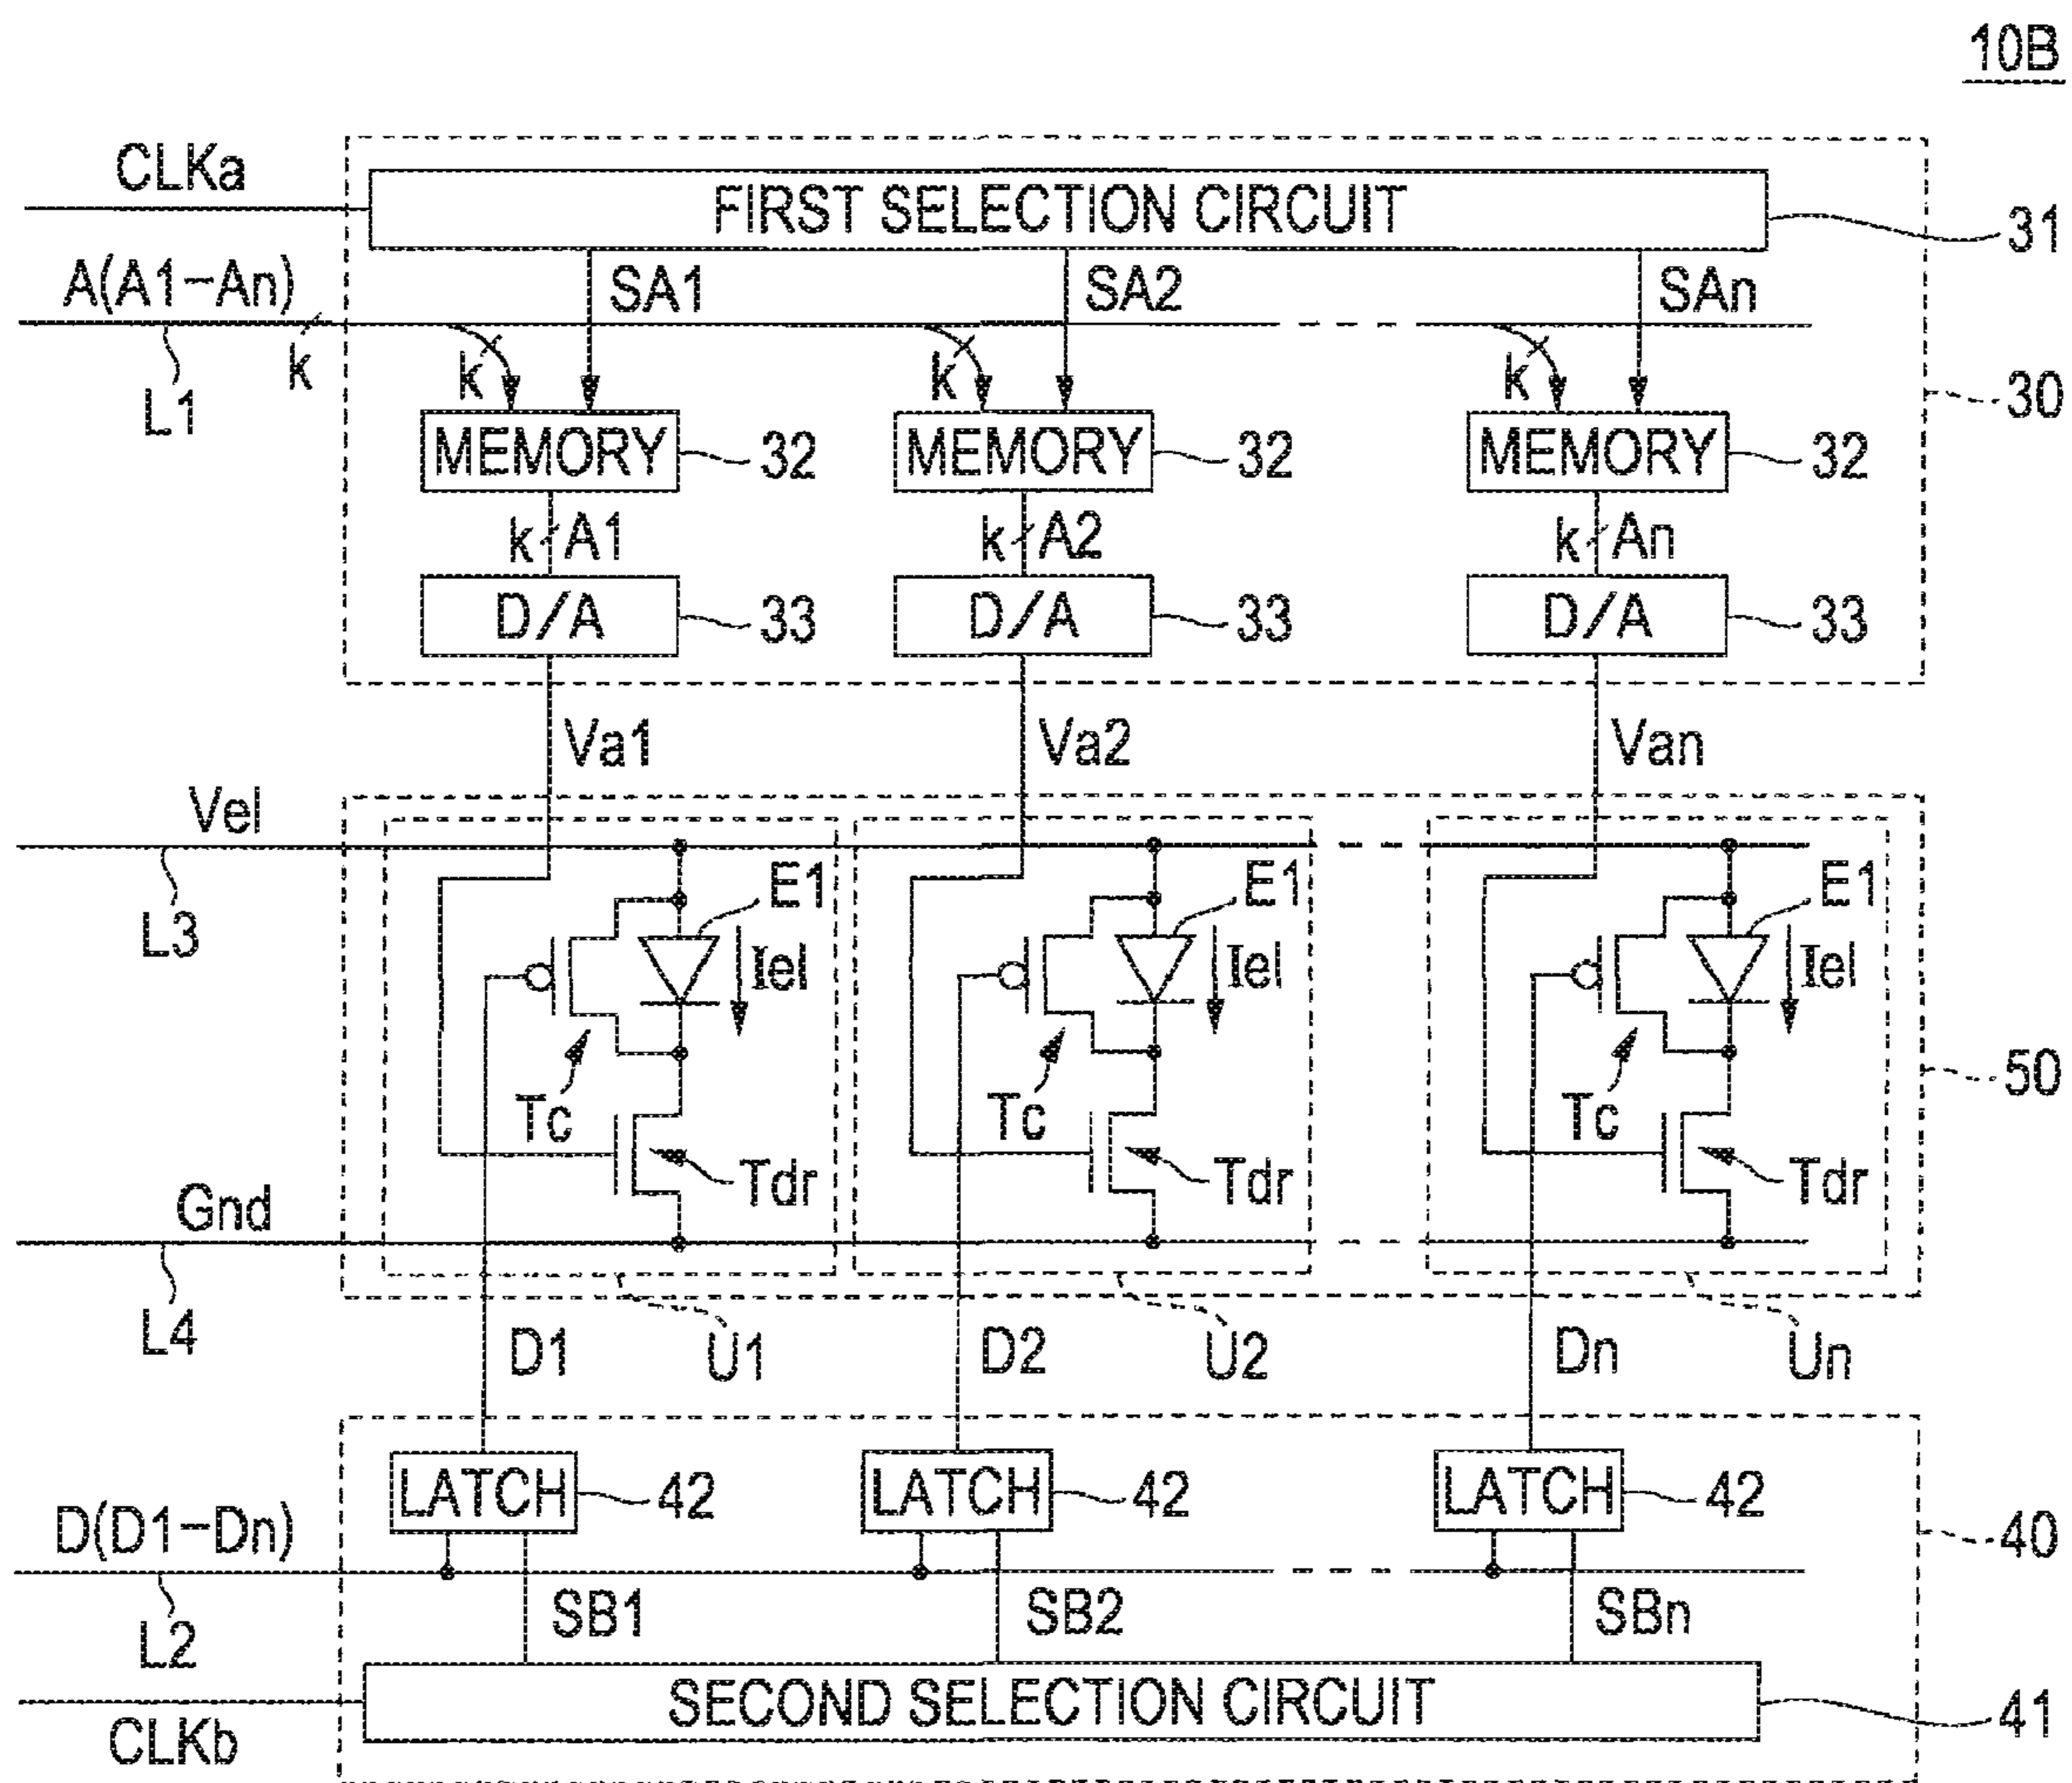 10B
CLKa
FIRST SELECTION CIRCUIT
31
A(A1-An)
SA1
SA2
SAn
k
k
k
k
L1
30
MEMORY
32
MEMORY
32
MEMORY
32
k
A1
k
A2
k
An
D/A
33
D/A
33
D/A
33
Va1
Va2
Van
Vel
L3
E1
E1
E1
Iel
Iel
Iel
50
Tc
Tc
Tc
Tdr
Tdr
Tdr
Gnd
L4
D1
U1
D2
U2
Dn
Un
LATCH
42
LATCH
42
LATCH
42
D(D1-Dn)
40
SB1
SB2
SBn
L2
SECOND SELECTION CIRCUIT
41
CLKb